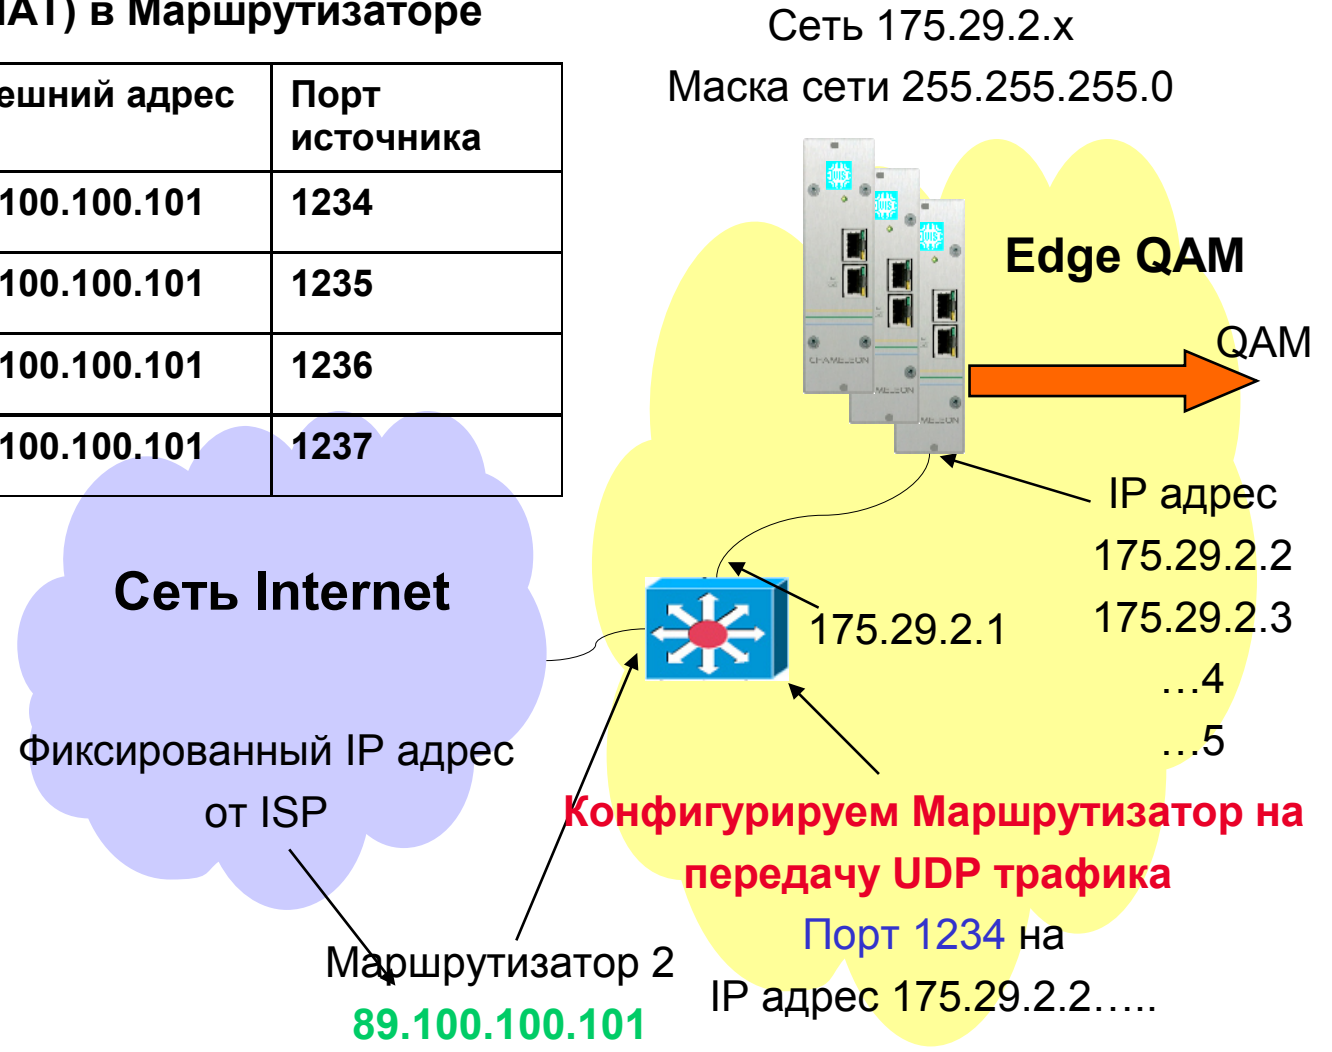 НАТ) в Маршрутизаторе
ешний адрес
Порт
источника
100.100.101
1234
100.100.101
1235
100.100.101
1236
100.100.101
1237
Сеть 175.29.2.x
Маска сети 255.255.255.0
Edge QAM
QAM
CHAMELEON
MELEON
MELEON
IP адрес
175.29.2.2
175.29.2.3
…4
…5
175.29.2.1
Сеть Internet
Фиксированный IP адрес
от ISP
Маршрутизатор 2
89.100.100.101
Конфигурируем Маршрутизатор на
передачу UDP трафика
Порт 1234 на
IP адрес 175.29.2.2…..